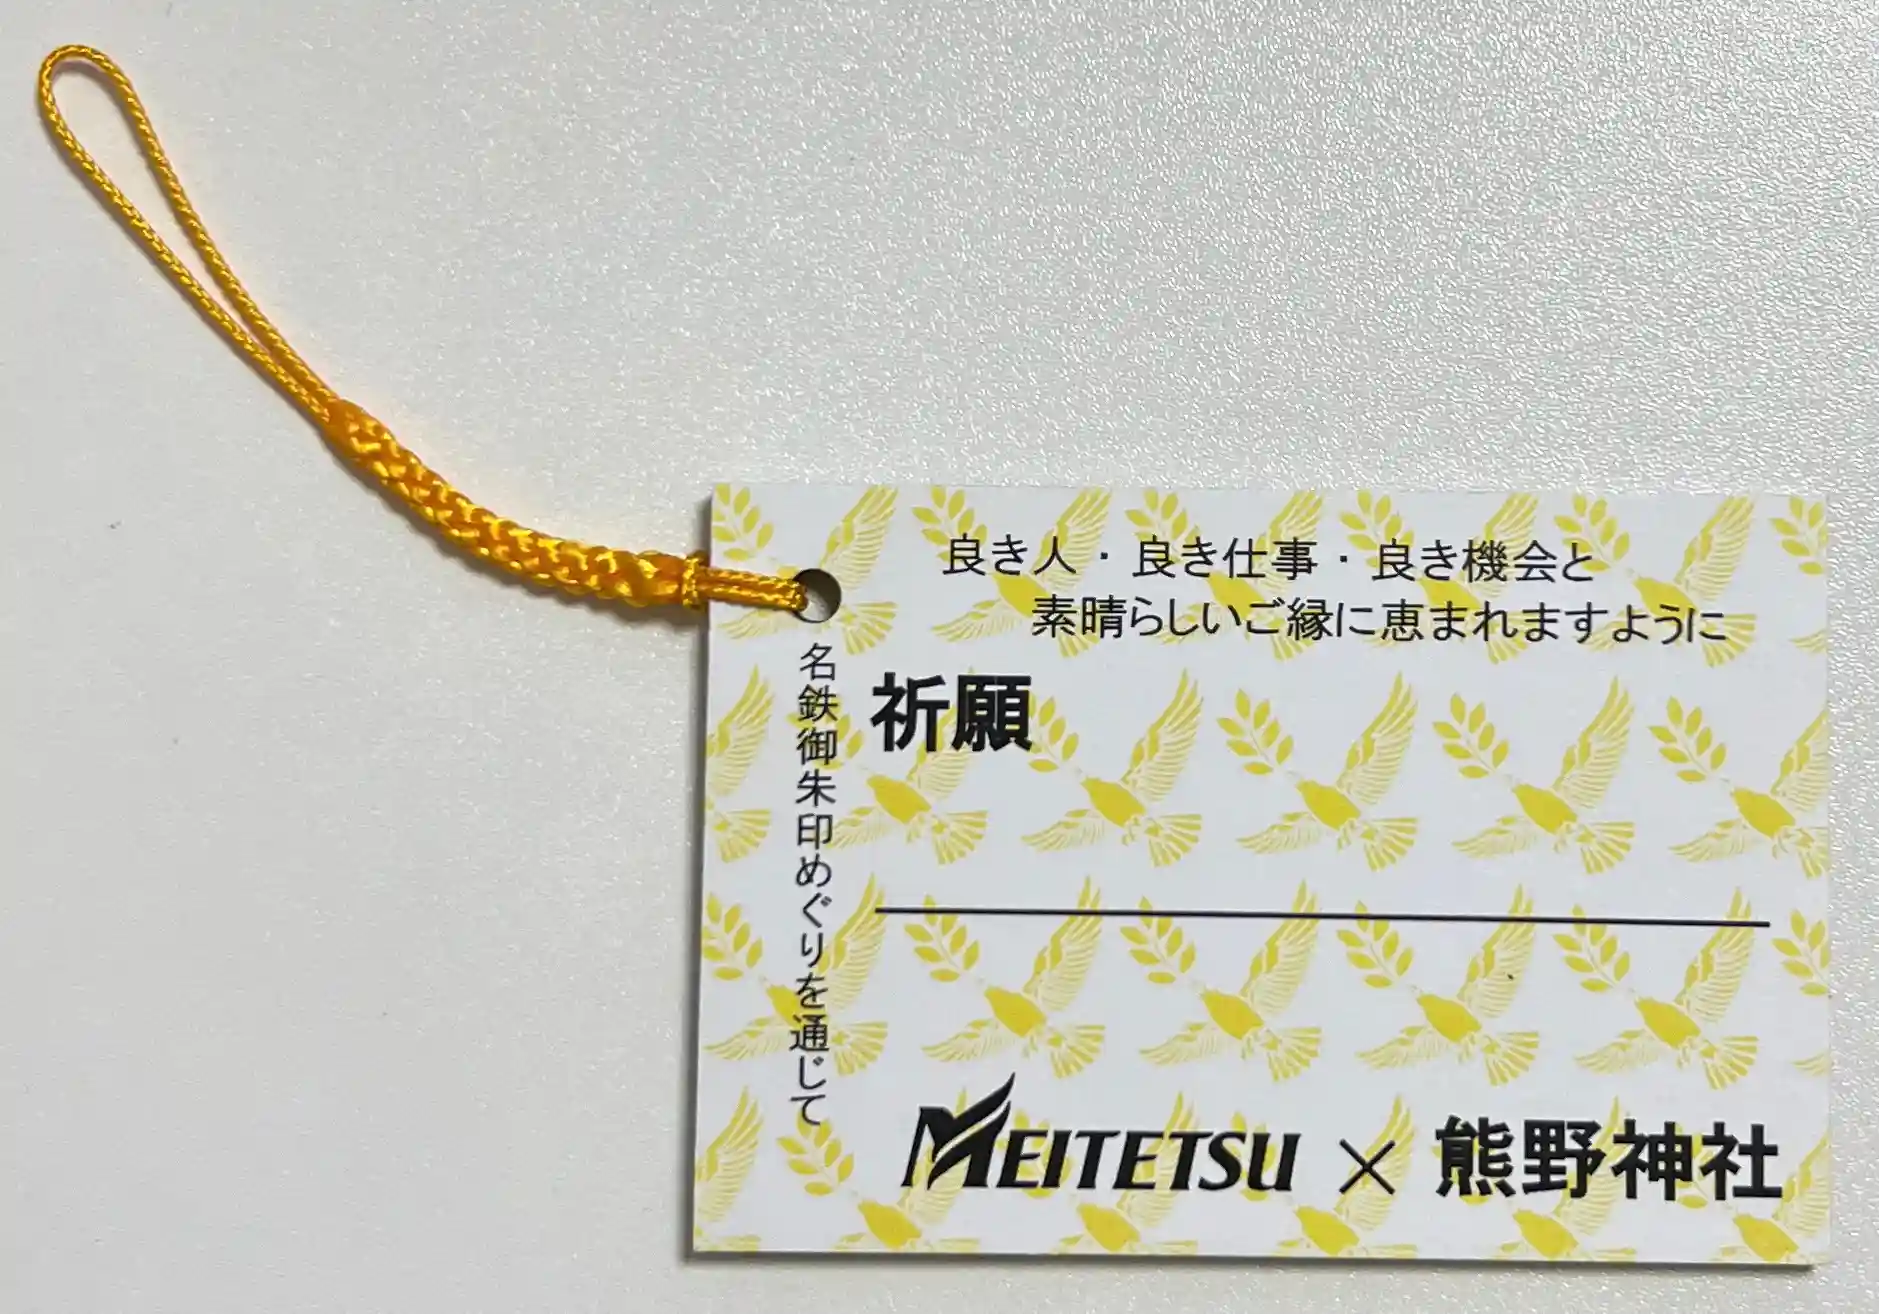 良き人・良き仕事・良き機会と
素晴らしいご縁に恵まれますように
名鉄御朱印めぐりを通じて
祈願
MEITETSU × 熊野神社